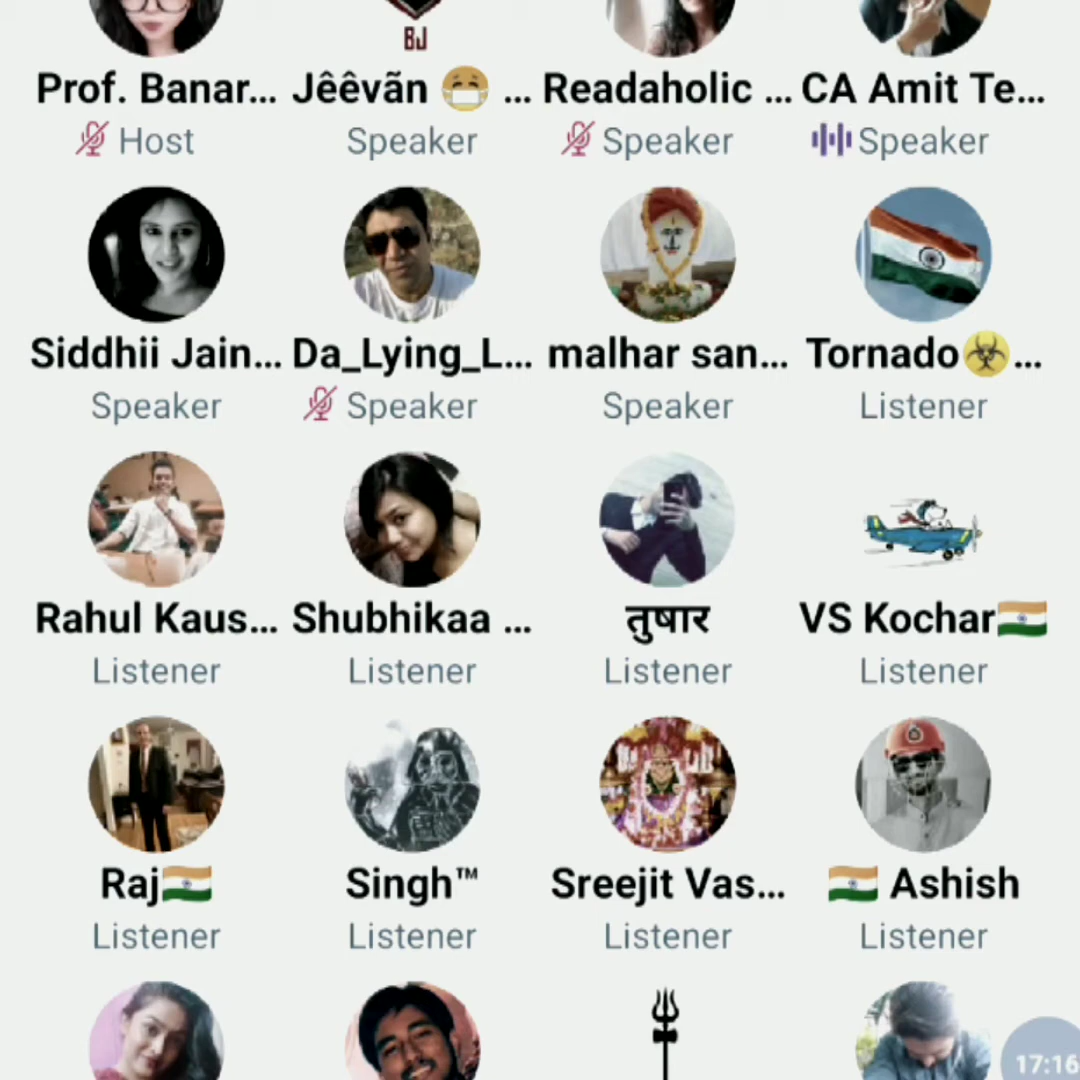 BJ
Prof. Banar... Jêêvãn 😷 ... Readaholic ... CA Amit Te...
Host Speaker Speaker Speaker
Siddhii Jain... Da_Lying_L... malhar san... Tornado☣️...
Speaker Speaker Speaker Listener
Rahul Kaus... Shubhikaa ... तुषार VS Kochar🇮🇳
Listener Listener Listener Listener
Raj🇮🇳 Singh™ Sreejit Vas... 🇮🇳 Ashish
Listener Listener Listener Listener
17:16